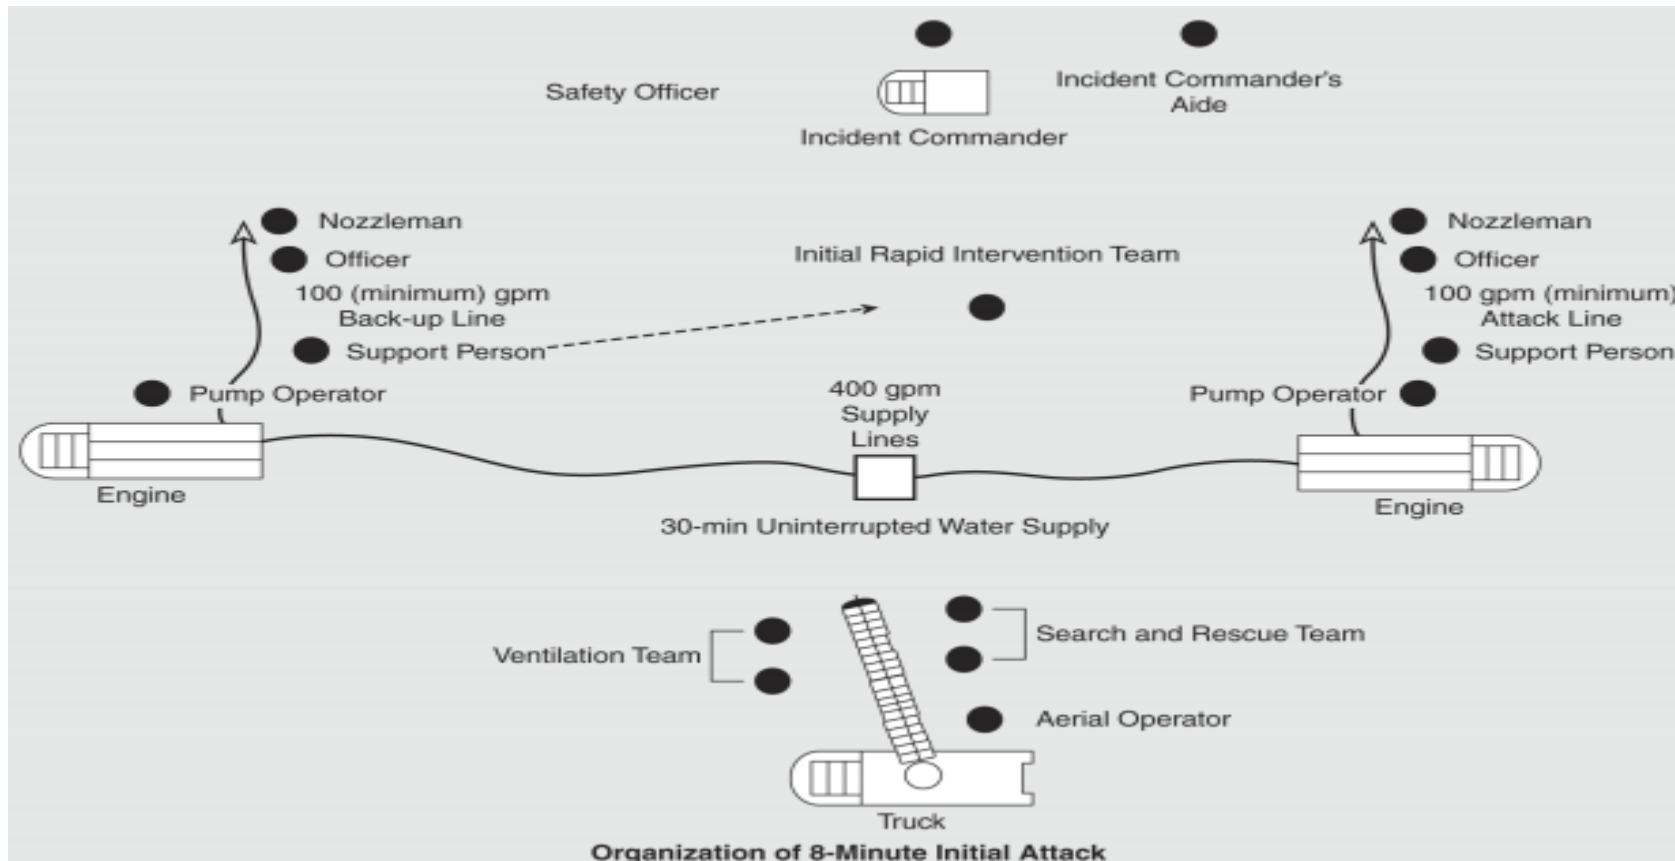 Safety Officer
Incident Commander's
Aide
Incident Commander
Nozzleman
Officer
100 (minimum) gpm
Back-up Line
Support Person
Pump Operator
Engine
Initial Rapid Intervention Team
400 gpm
Supply
Lines
30-min Uninterrupted Water Supply
Nozzleman
Officer
100 gpm (minimum)
Attack Line
Support Person
Pump Operator
Engine
Ventilation Team
Search and Rescue Team
Aerial Operator
Truck
Organization of 8-Minute Initial Attack